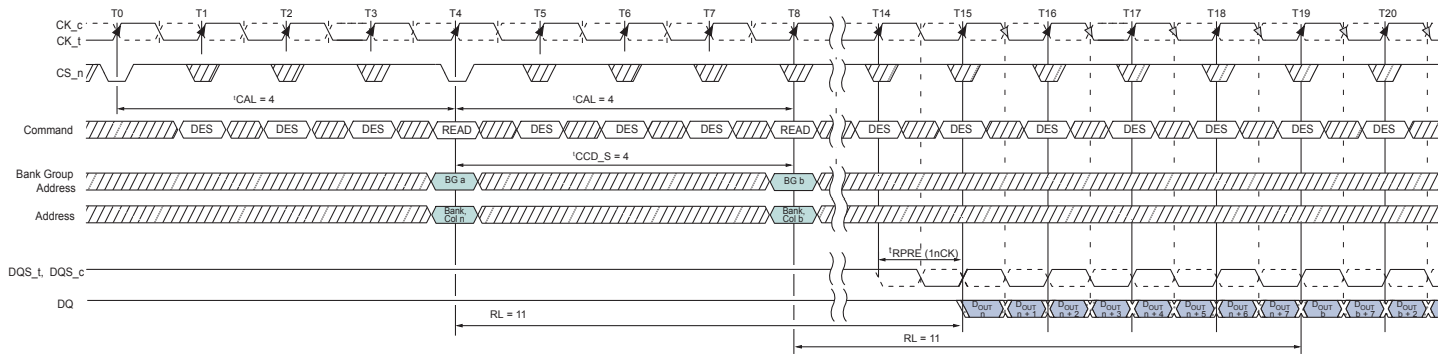 T0 T1 T2 T3 T4 T5 T6 T7 T8 T14 T15 T16 T17 T18 T19 T20
CK_c
CK_t
CS_n
tCAL = 4 tCAL = 4
Command DES DES DES READ DES DES DES READ DES DES DES DES DES DES DES
tCCD_S = 4
Bank Group
Address
BG a BG b
Address
Bank,
Col n
Bank,
Col b
tRPRE (1nCK)
DQS_t, DQS_c
DQ
DOUT
n
DOUT
n + 1
DOUT
n + 2
DOUT
n + 3
DOUT
n + 4
DOUT
n + 5
DOUT
n + 6
DOUT
n + 7
DOUT
b
DOUT
b + 7
DOUT
b + 2
RL = 11
RL = 11